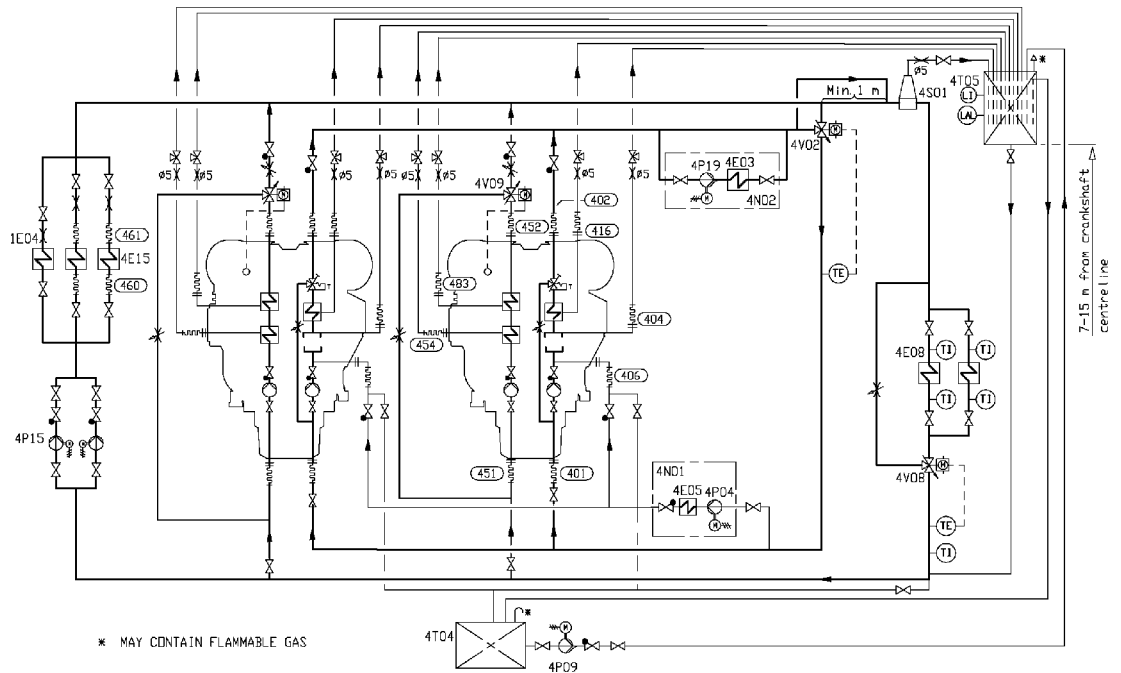 ø5
4S01
4T05
*
LI
LAL
Min. 1 m
4V02
M
4P19
4E03
M
4N02
ø5
ø5
ø5
ø5
ø5
ø5
ø5
ø5
4V09
M
M
402
452
416
1E04
461
4E15
460
TE
7-15 m from crankshaft
centreline
483
T
T
404
454
406
4E08
TI
TI
TI
TI
4P15
M
M
451
401
4N01
4E05
4P04
M
4V08
M
TE
TI
* MAY CONTAIN FLAMMABLE GAS
4T04
*
M
4P09